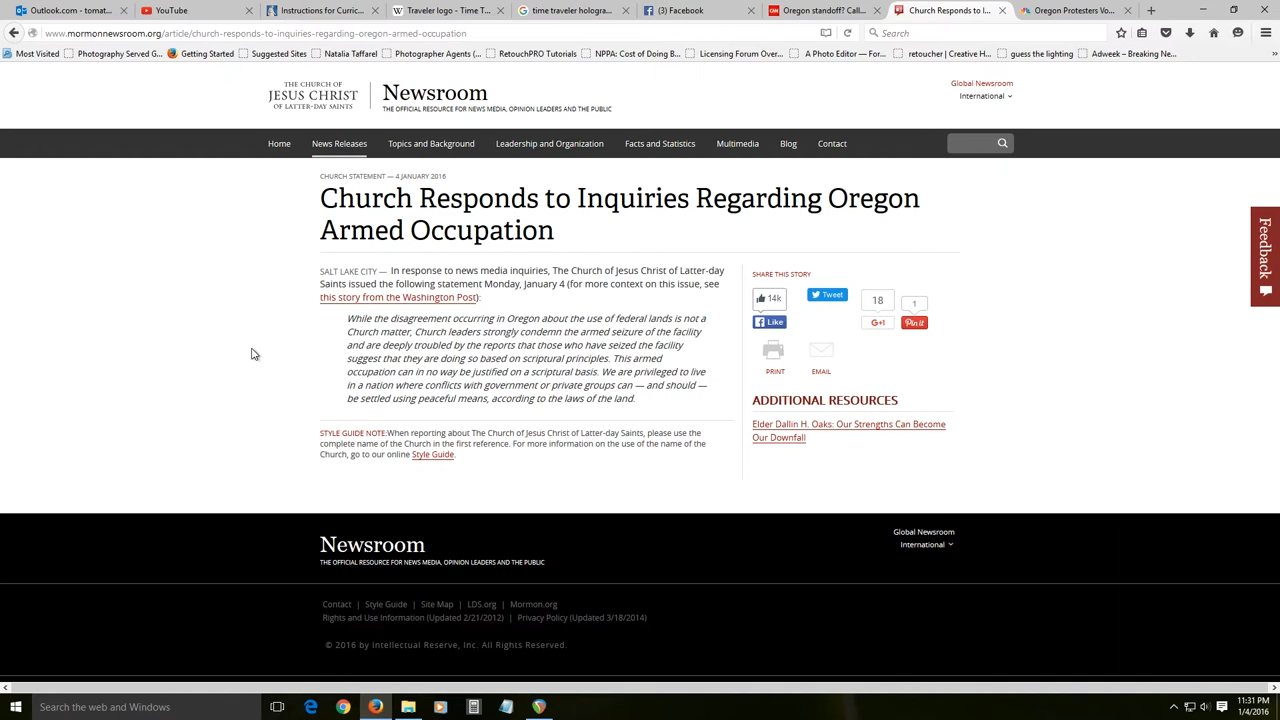 Outlook.com - tomat...
YouTube
Instructions for Curric...
Traveler logo - Time T...
time traveler hologra...
(3) Facebook
Oregon standoff? Call...
Church Responds to I...
Oregon Protesters Vo...
www.mormonnewsroom.org/article/church-responds-to-inquiries-regarding-oregon-armed-occupation
Search
Most Visited
Photography Served G...
Getting Started
Suggested Sites
Natalia Taffarel
Photographer Agents (...
RetouchPRO Tutorials
NPPA: Cost of Doing B...
Licensing Forum Over...
A Photo Editor — For...
retoucher | Creative H...
guess the lighting
Adweek – Breaking Ne...
THE CHURCH OF
JESUS CHRIST
OF LATTER-DAY SAINTS
Newsroom
THE OFFICIAL RESOURCE FOR NEWS MEDIA, OPINION LEADERS AND THE PUBLIC
Global Newsroom
International
Home
News Releases
Topics and Background
Leadership and Organization
Facts and Statistics
Multimedia
Blog
Contact
CHURCH STATEMENT — 4 JANUARY 2016
Church Responds to Inquiries Regarding Oregon
Armed Occupation
SALT LAKE CITY — In response to news media inquiries, The Church of Jesus Christ of Latter-day
Saints issued the following statement Monday, January 4 (for more context on this issue, see
this story from the Washington Post):
While the disagreement occurring in Oregon about the use of federal lands is not a
Church matter, Church leaders strongly condemn the armed seizure of the facility
and are deeply troubled by the reports that those who have seized the facility
suggest that they are doing so based on scriptural principles. This armed
occupation can in no way be justified on a scriptural basis. We are privileged to live
in a nation where conflicts with government or private groups can — and should —
be settled using peaceful means, according to the laws of the land.
STYLE GUIDE NOTE:When reporting about The Church of Jesus Christ of Latter-day Saints, please use the
complete name of the Church in the first reference. For more information on the use of the name of the
Church, go to our online Style Guide.
SHARE THIS STORY
14k
Like
Tweet
18
G+1
1
Pin it
PRINT
EMAIL
ADDITIONAL RESOURCES
Elder Dallin H. Oaks: Our Strengths Can Become
Our Downfall
Feedback
Newsroom
THE OFFICIAL RESOURCE FOR NEWS MEDIA, OPINION LEADERS AND THE PUBLIC
Global Newsroom
International
Contact | Style Guide | Site Map | LDS.org | Mormon.org
Rights and Use Information (Updated 2/21/2012) | Privacy Policy (Updated 3/18/2014)
© 2016 by Intellectual Reserve, Inc. All Rights Reserved.
Search the web and Windows
11:31 PM
1/4/2016